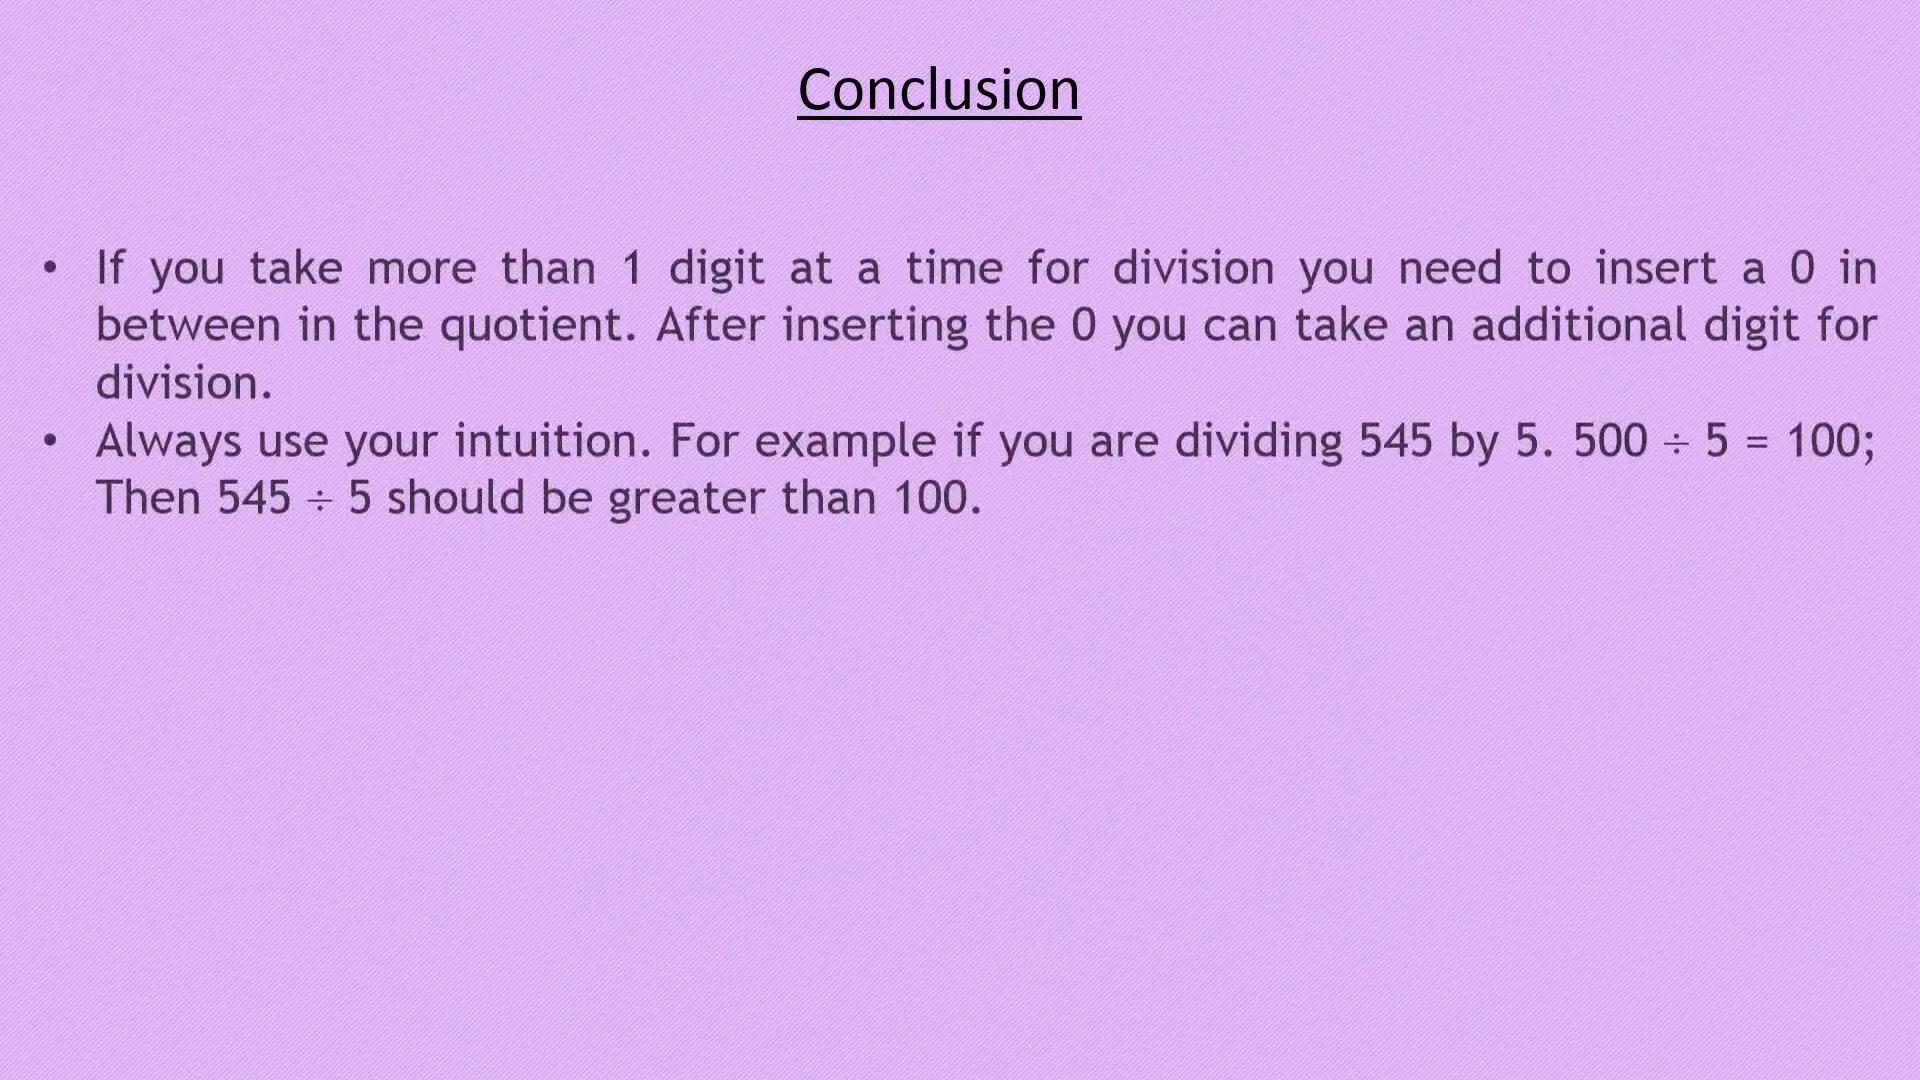 Conclusion
• If you take more than 1 digit at a time for division you need to insert a 0 in
between in the quotient. After inserting the 0 you can take an additional digit for
division.
• Always use your intuition. For example if you are dividing 545 by 5. 500 ÷ 5 = 100;
Then 545 ÷ 5 should be greater than 100.